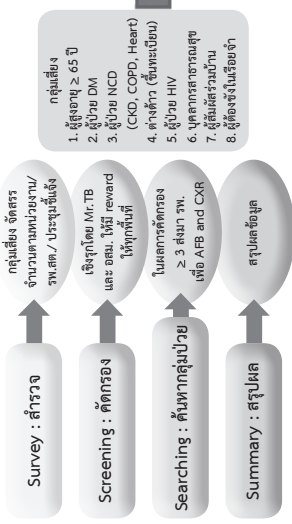 Survey : สำรวจ
กลุ่มเสี่ยง จัดสรร
จำนวนตามหน่วยงาน/
รพ.สต./ ประชุมชี้แจ้ง
Screening : คัดกรอง
เชิงรุกโดย Mr.TB
และ อสม. ให้มี reward
ให้ทุกพื้นที่
Searching : ค้นหากลุ่มป่วย
ในผลการคัดกรอง
≥ 3 ส่งมา รพ.
เพื่อ AFB and CXR
Summary : สรุปผล
สรุปผลข้อมูล
กลุ่มเสี่ยง
1. ผู้สูงอายุ ≥ 65 ปี
2. ผู้ป่วย DM
3. ผู้ป่วย NCD
(CKO, COPD, Heart)
4. ต่างด้าว (ขึ้นทะเบียน)
5. ผู้ป่วย HIV
6. บุคลากรสาธารณสุข
7. ผู้สัมผัสร่วมบ้าน
8. ผู้ต้องขังในเรือนจำ